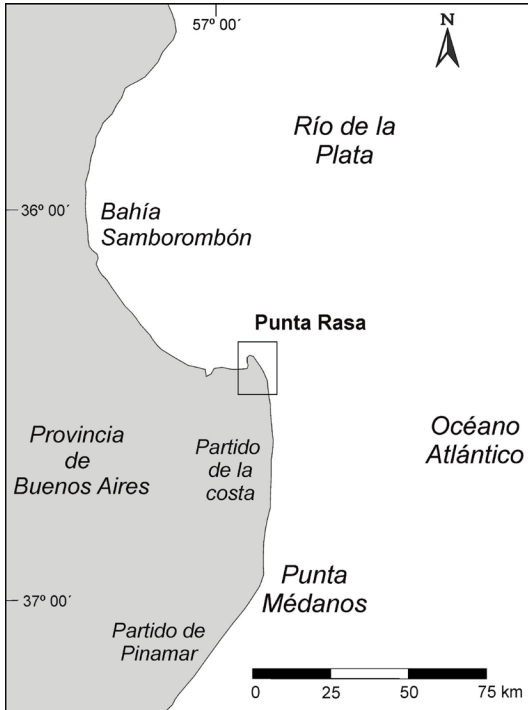 57º 00´
N
Río de la
Plata
36º 00´
Bahía
Samborombón
Punta Rasa
Provincia
de
Buenos Aires
Partido
de la
costa
Océano
Atlántico
37º 00´
Punta
Médanos
Partido de
Pinamar
0 25 50 75 km